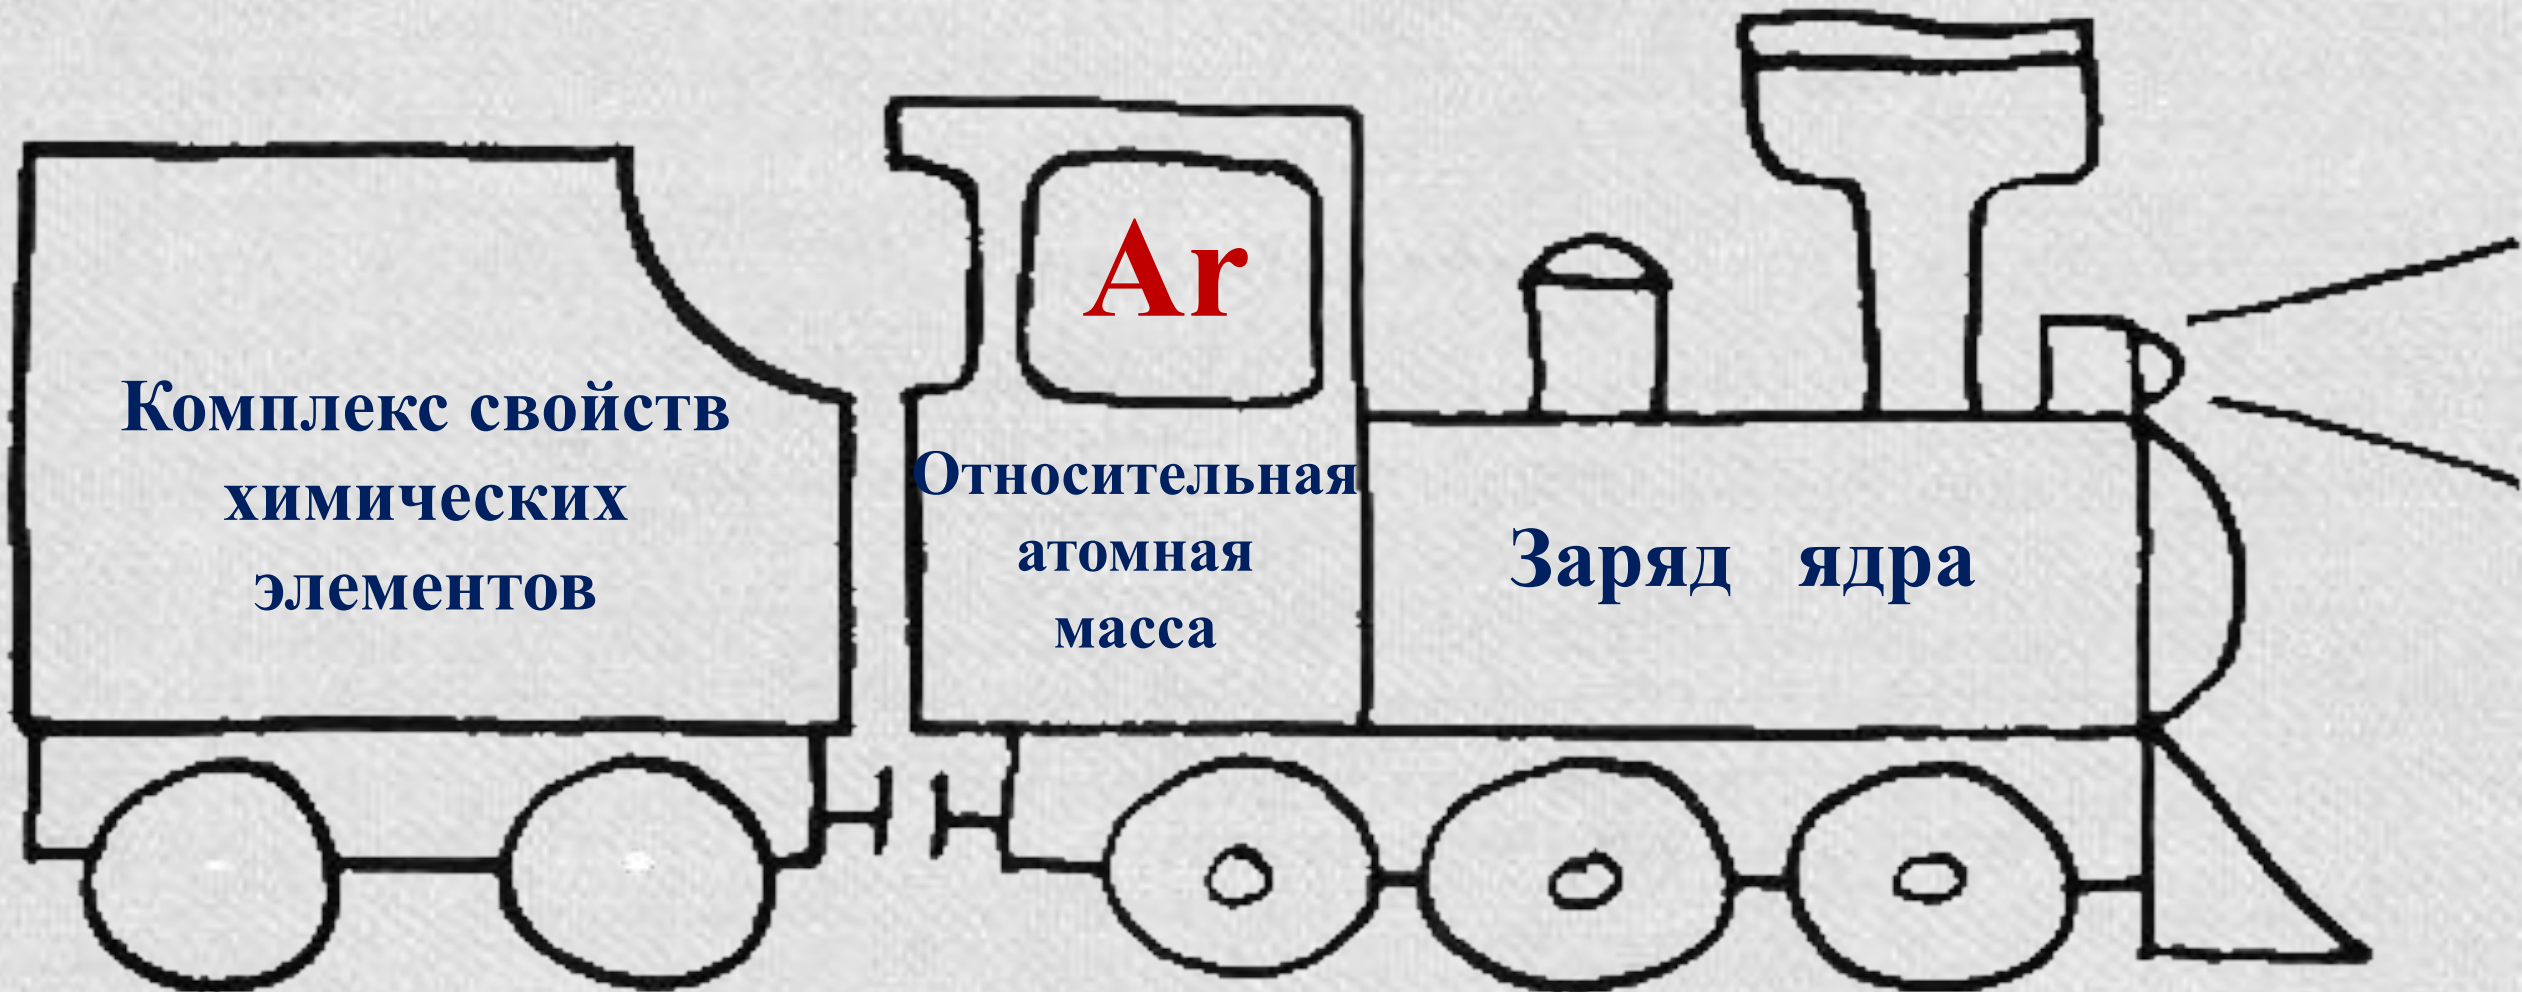 Комплекс свойств
химических
элементов
Ar
Относительная
атомная
масса
Заряд ядра